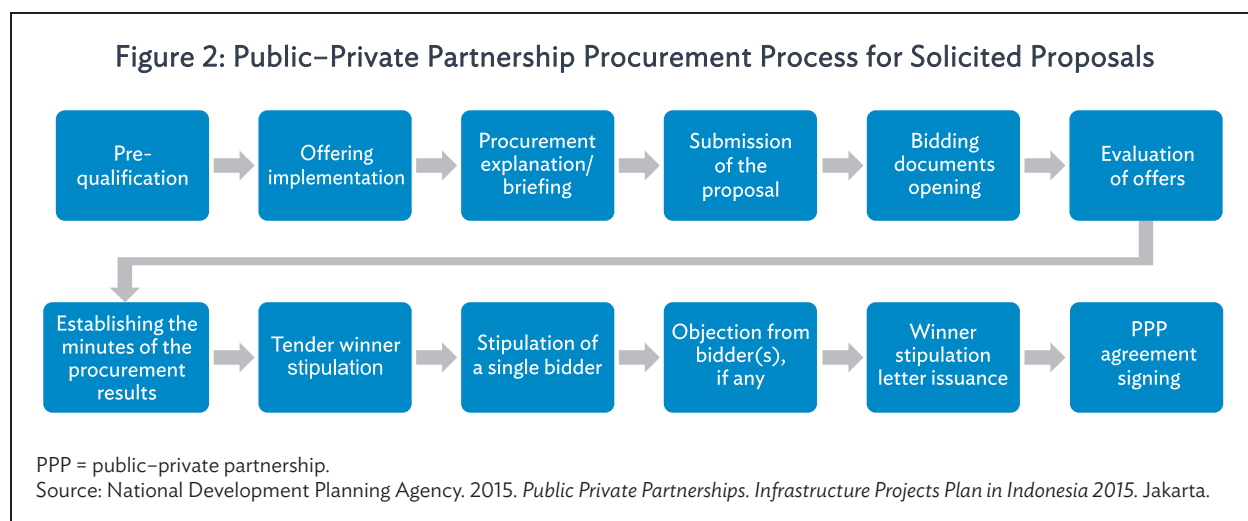 Figure 2: Public–Private Partnership Procurement Process for Solicited Proposals
Pre-
qualification
Offering
implementation
Procurement
explanation/
briefing
Submission
of the
proposal
Bidding
documents
opening
Evaluation
of offers
Establishing the
minutes of the
procurement
results
Tender winner
stipulation
Stipulation of
a single bidder
Objection from
bidder(s),
if any
Winner
stipulation
letter issuance
PPP
agreement
signing
PPP = public–private partnership.
Source: National Development Planning Agency. 2015. Public Private Partnerships. Infrastructure Projects Plan in Indonesia 2015. Jakarta.